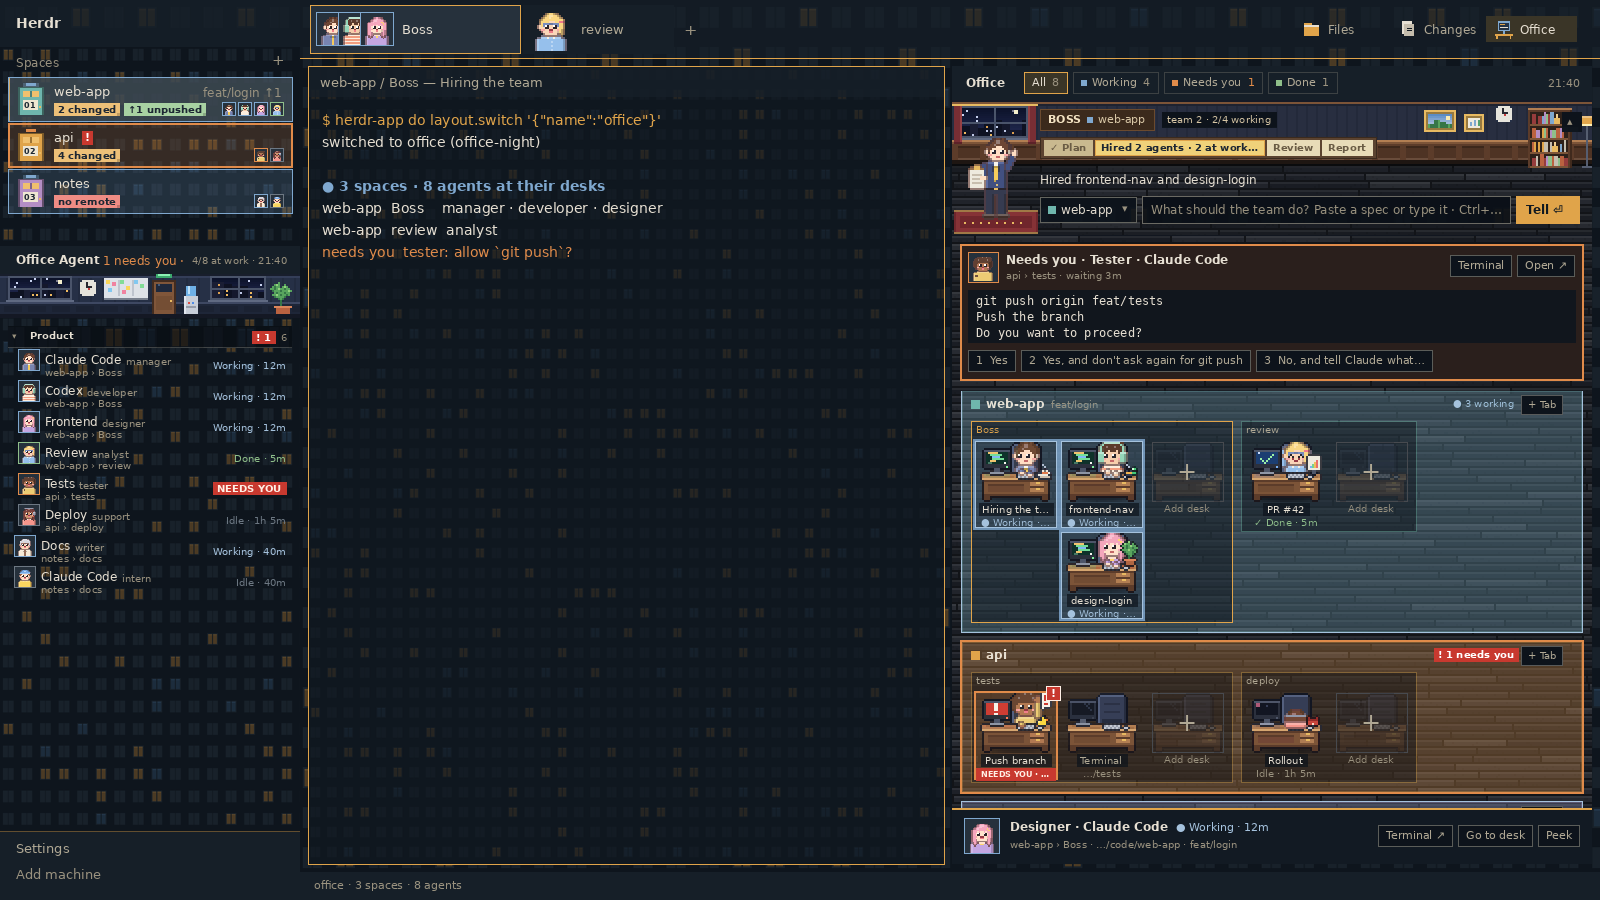 Herdr
Spaces +
01
web-app feat/login ↑1
2 changed ↑1 unpushed
02
api !
4 changed
03
notes
no remote
Office Agent 1 needs you · 4/8 at work · 21:40
Product ! 1 6
Claude Code manager Working · 12m
web-app › Boss
Codex developer Working · 12m
web-app › Boss
Frontend designer Working · 12m
web-app › Boss
Review analyst Done · 5m
web-app › review
Tests tester NEEDS YOU
api › tests
Deploy support Idle · 1h 5m
api › deploy
Docs writer Working · 40m
notes › docs
Claude Code intern Idle · 40m
notes › docs
Settings
Add machine
Boss
review
+
Files
Changes
Office
web-app / Boss — Hiring the team
$ herdr-app do layout.switch '{"name":"office"}'
switched to office (office-night)
● 3 spaces · 8 agents at their desks
web-app Boss manager · developer · designer
web-app review analyst
needs you tester: allow `git push`?
office · 3 spaces · 8 agents
Office All 8 Working 4 Needs you 1 Done 1 21:40
BOSS web-app team 2 · 2/4 working
✓ Plan Hired 2 agents · 2 at work… Review Report
Hired frontend-nav and design-login
web-app What should the team do? Paste a spec or type it · Ctrl+… Tell ⏎
Needs you · Tester · Claude Code
api › tests · waiting 3m
Terminal Open ↗
git push origin feat/tests
Push the branch
Do you want to proceed?
1 Yes 2 Yes, and don't ask again for git push 3 No, and tell Claude what…
web-app feat/login ● 3 working + Tab
Boss
Hiring the t… frontend-nav Add desk
● Working ·… ● Working ·…
design-login
● Working ·…
review
PR #42 Add desk
✓ Done · 5m
api ! 1 needs you + Tab
tests
!
Push branch Terminal Add desk
NEEDS YOU · … …/tests
deploy
Rollout Add desk
Idle · 1h 5m
Designer · Claude Code ● Working · 12m
web-app › Boss · …/code/web-app · feat/login
Terminal ↗ Go to desk Peek